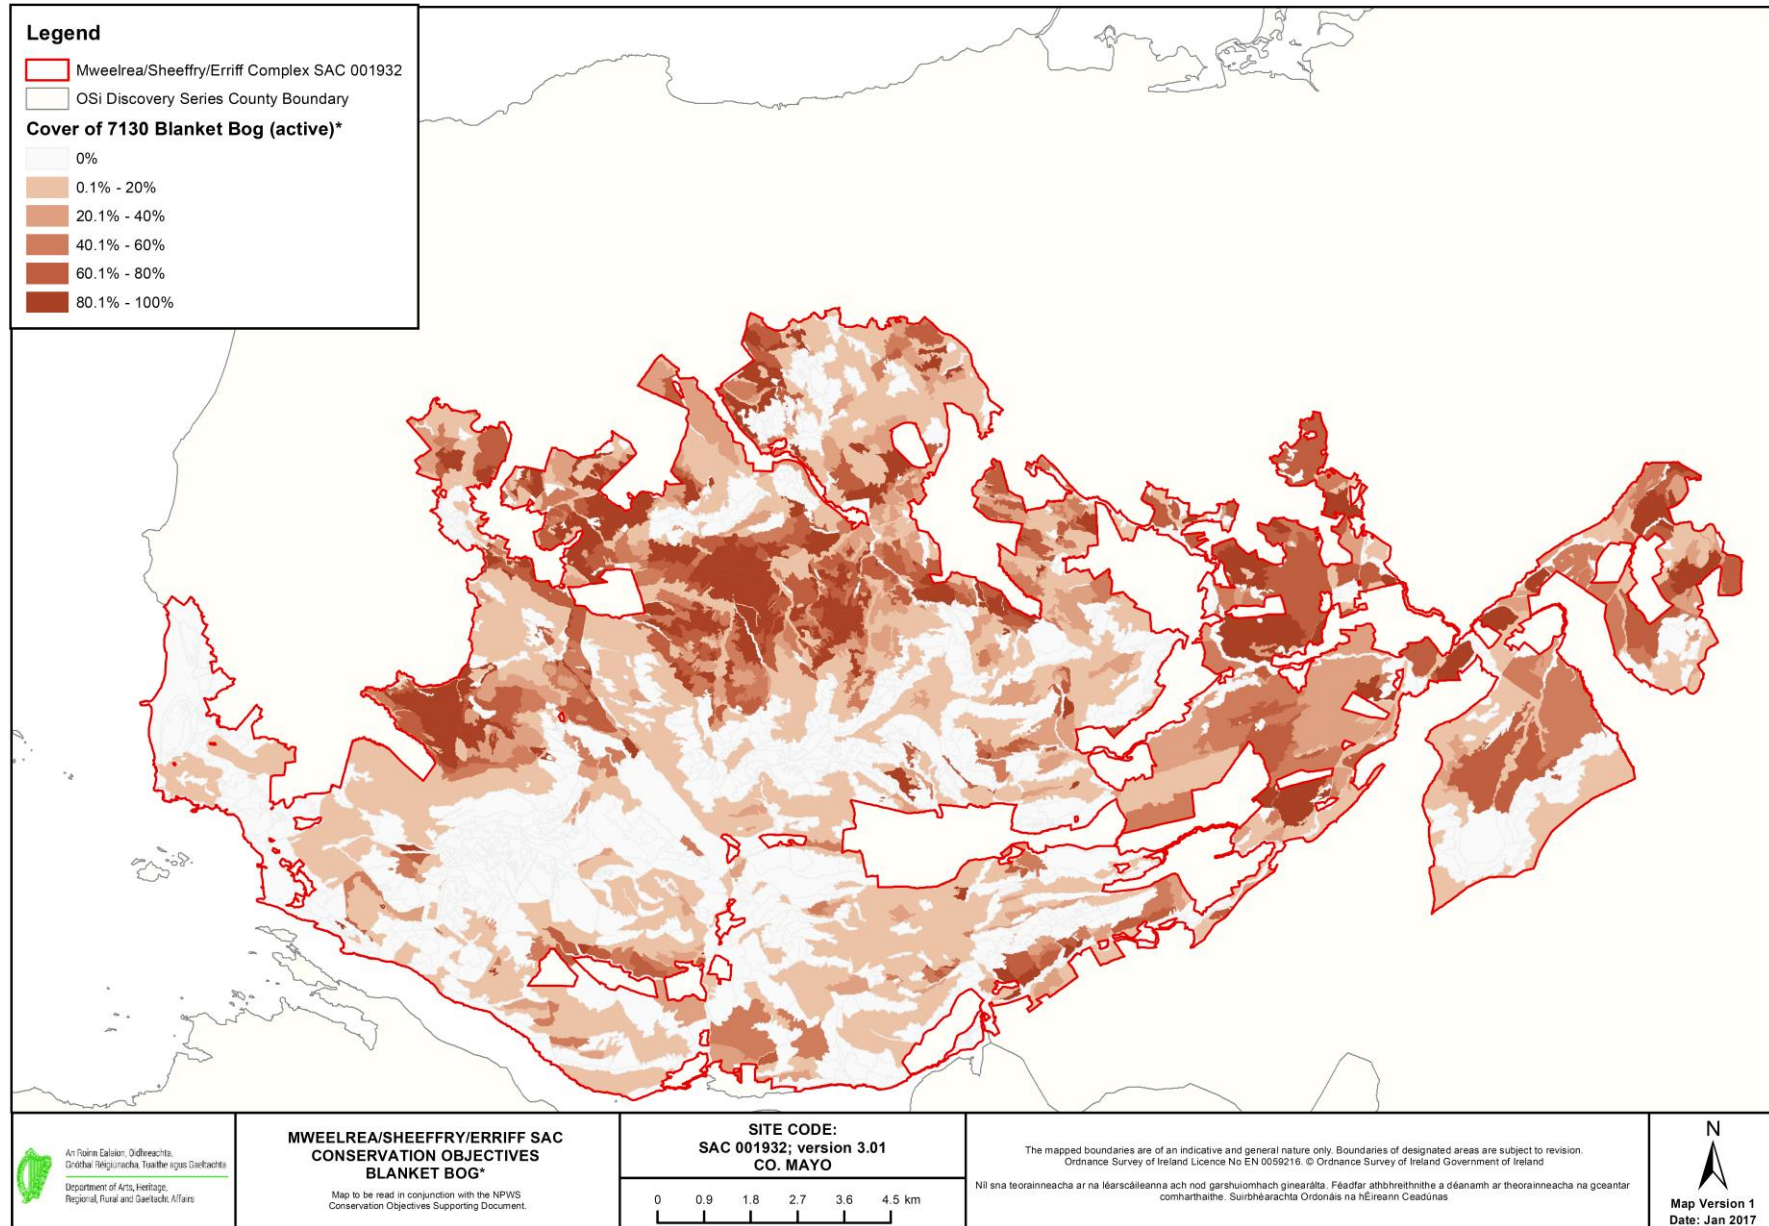 Legend
Mweelrea/Sheeffry/Erriff Complex SAC 001932
OSi Discovery Series County Boundary
Cover of 7130 Blanket Bog (active)*
0%
0.1% - 20%
20.1% - 40%
40.1% - 60%
60.1% - 80%
80.1% - 100%
An Roinn Ealaíon, Oidhreachta,
Gnóthaí Réigiúnacha, Tuaithe agus Gaeltachta
Department of Arts, Heritage,
Regional, Rural and Gaeltacht Affairs
MWEELREA/SHEEFFRY/ERRIFF SAC
CONSERVATION OBJECTIVES
BLANKET BOG*
Map to be read in conjunction with the NPWS
Conservation Objectives Supporting Document.
SITE CODE:
SAC 001932; version 3.01
CO. MAYO
0 0.9 1.8 2.7 3.6 4.5 km
The mapped boundaries are of an indicative and general nature only. Boundaries of designated areas are subject to revision.
Ordnance Survey of Ireland Licence No EN 0059216. © Ordnance Survey of Ireland Government of Ireland
Níl sna teorainneacha ar na léarscáileanna ach nod garshuiomhach ginearálta. Féadfar athbhreithnithe a déanamh ar theorainneacha na gceantar
comharthaithe. Suirbhéarachta Ordonáis na hÉireann Ceadúnas
N
Map Version 1
Date: Jan 2017